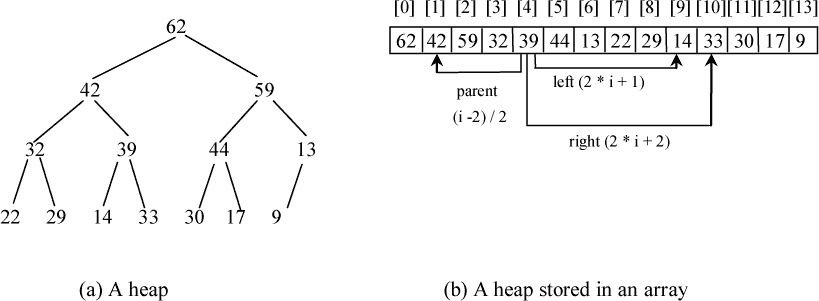 62
42 59
32 39 44 13
22 29 14 33 30 17 9
(a) A heap
[0] [1] [2] [3] [4] [5] [6] [7] [8] [9] [10] [11] [12] [13]
62 42 59 32 39 44 13 22 29 14 33 30 17 9
parent
(i -2) / 2
left (2 * i + 1)
right (2 * i + 2)
(b) A heap stored in an array